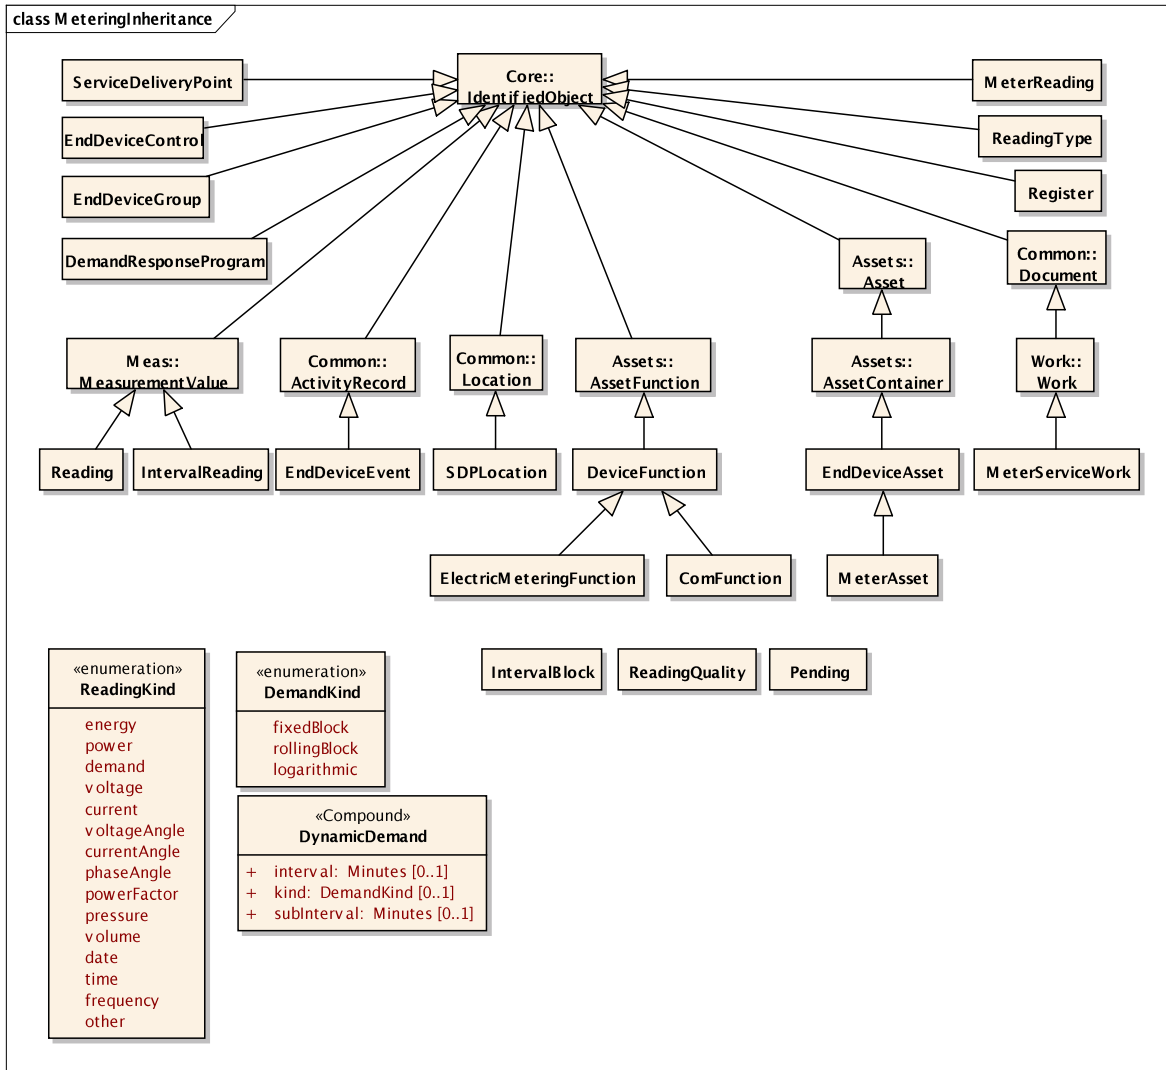 class MeteringInheritance
Core::
IdentifiedObject
ServiceDeliveryPoint
MeterReading
EndDeviceControl
ReadingType
EndDeviceGroup
Register
DemandResponseProgram
Assets::
Asset
Common::
Document
Meas::
MeasurementValue
Common::
ActivityRecord
Common::
Location
Assets::
AssetFunction
Assets::
AssetContainer
Work::
Work
Reading
IntervalReading
EndDeviceEvent
SDPLocation
DeviceFunction
EndDeviceAsset
MeterServiceWork
ElectricMeteringFunction
ComFunction
MeterAsset
«enumeration»
ReadingKind
energy
power
demand
voltage
current
voltageAngle
currentAngle
phaseAngle
powerFactor
pressure
volume
date
time
frequency
other
«enumeration»
DemandKind
fixedBlock
rollingBlock
logarithmic
IntervalBlock
ReadingQuality
Pending
«Compound»
DynamicDemand
+ interval: Minutes [0..1]
+ kind: DemandKind [0..1]
+ subInterval: Minutes [0..1]